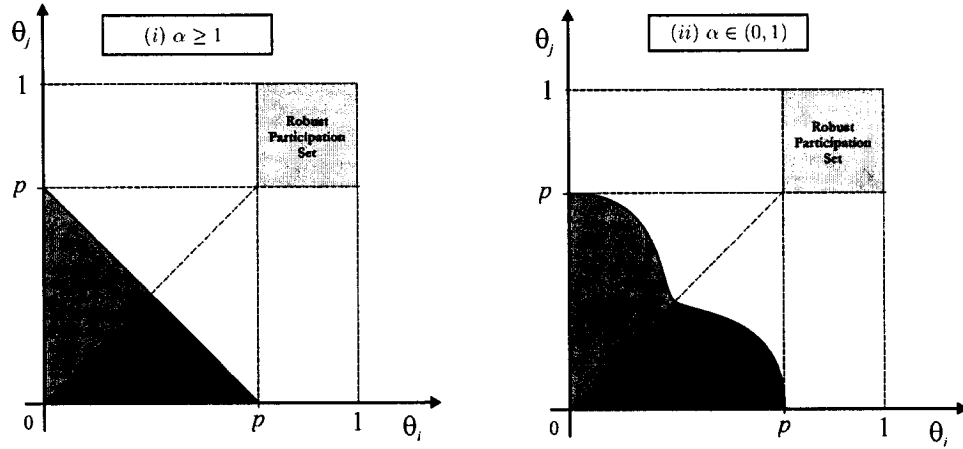 θj
(i) α ≥ 1
1
Robust
Participation
Set
p
0
p
1
θi
θj
(ii) α ∈ (0, 1)
1
Robust
Participation
Set
p
0
p
1
θi